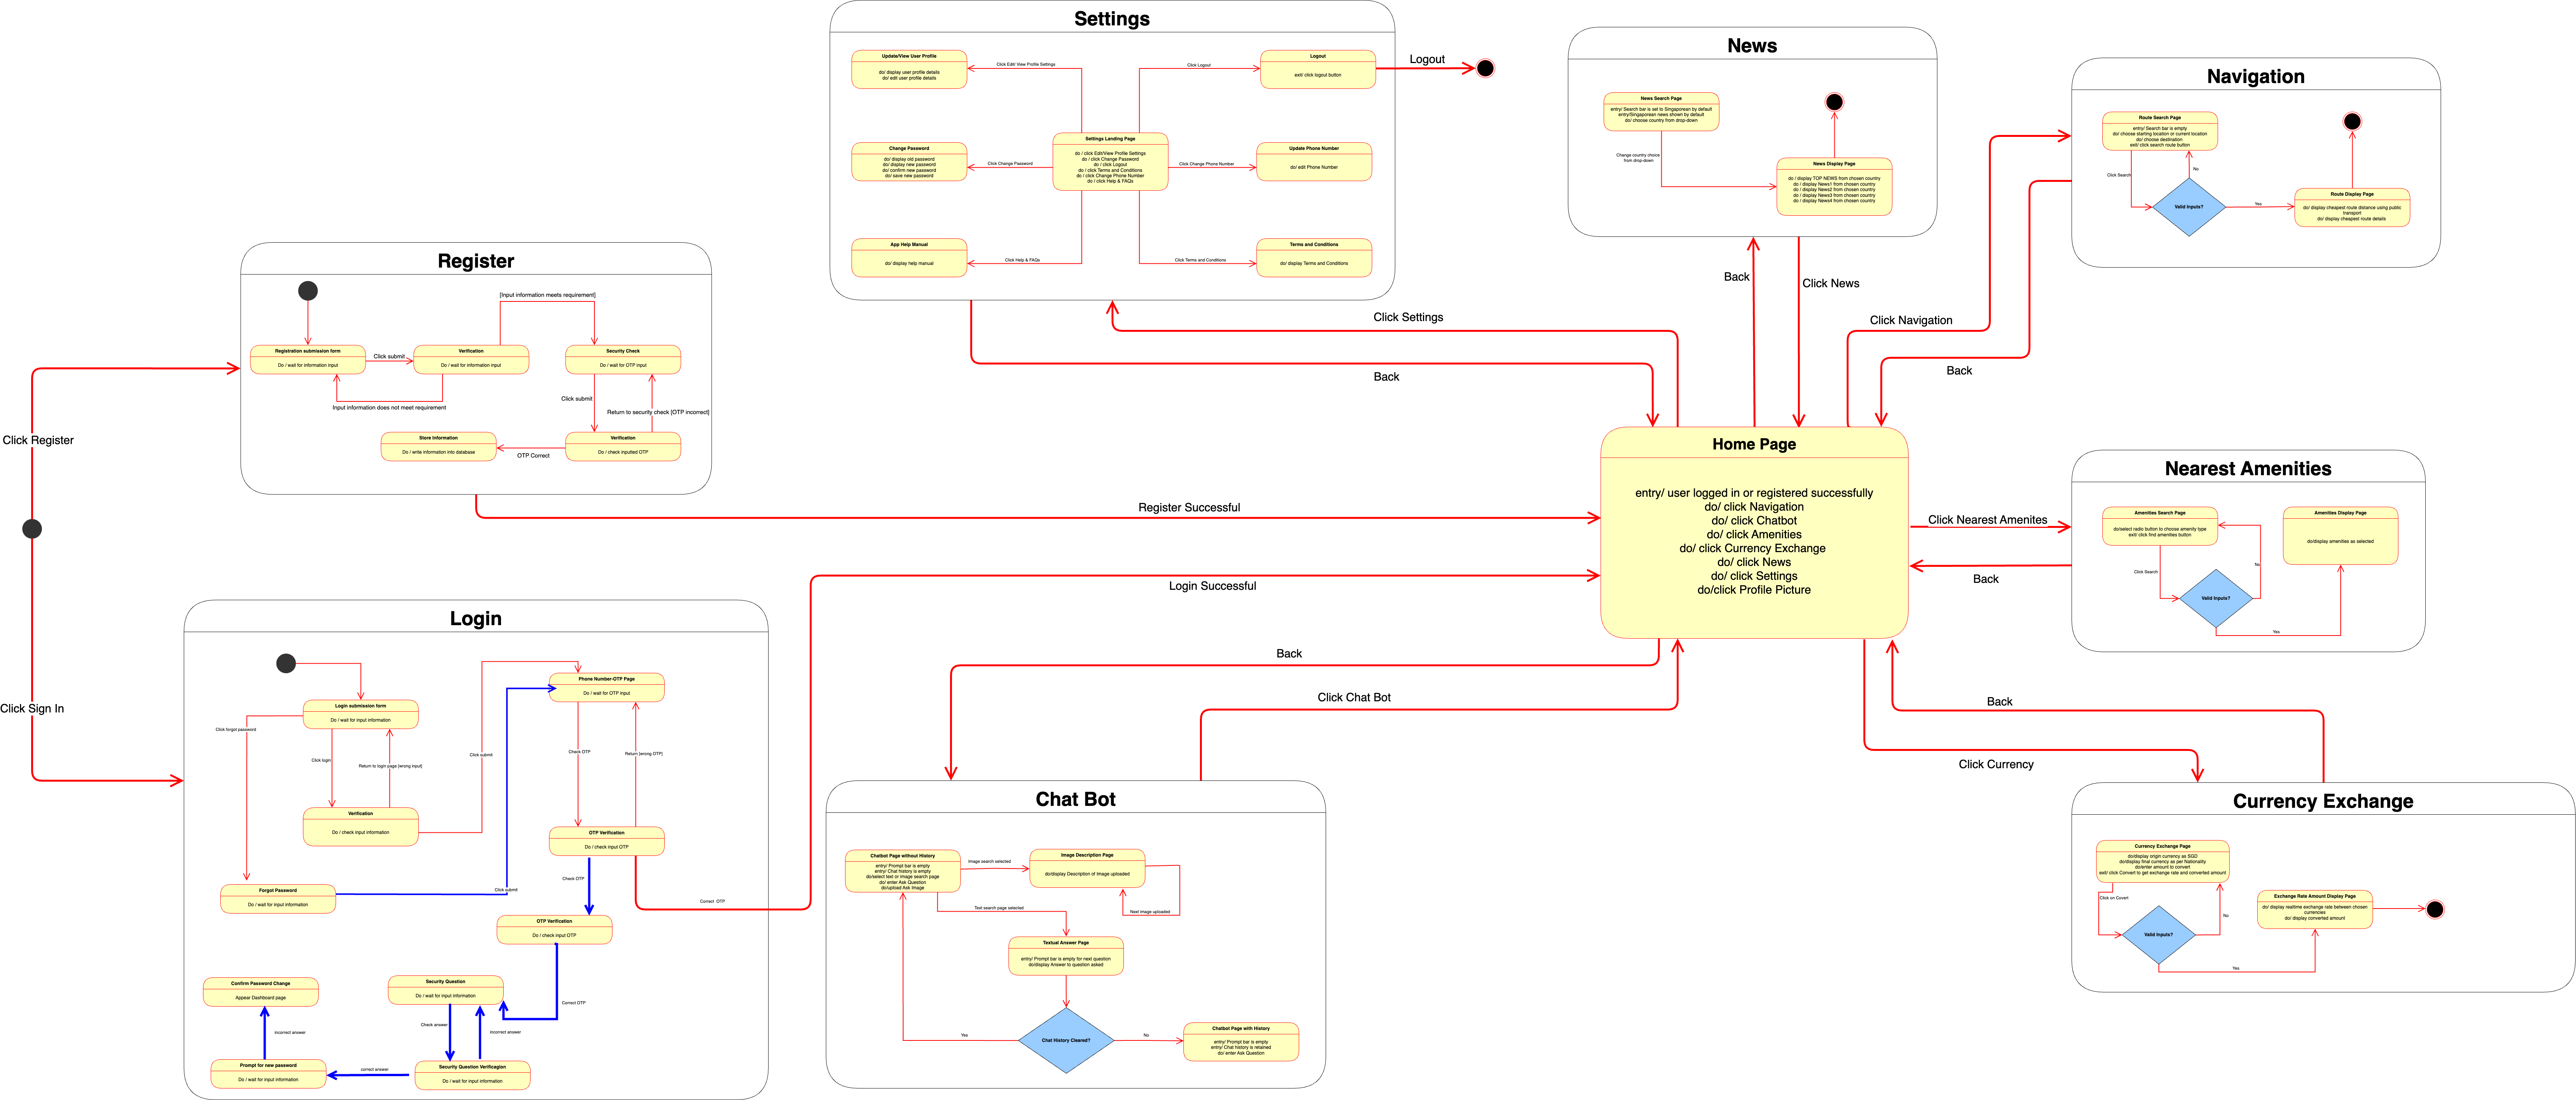 Settings
Update/View User Profile
do/ display user profile details
do/ edit user profile details
Click Edit/ View Profile Settings
Click Logout
Logout
exit/ click logout button
Logout
Change Password
do/ display old password
do/ display new password
do/ confirm new password
do/ save new password
Click Change Password
Settings Landing Page
do / click Edit/View Profile Settings
do / click Change Password
do / click Logout
do / click Terms and Conditions
do / click Change Phone Number
do / click Help & FAQs
Click Change Phone Number
Update Phone Number
do/ edit Phone Number
App Help Manual
do/ display help manual
Click Help & FAQs
Click Terms and Conditions
Terms and Conditions
do/ display Terms and Conditions
News
News Search Page
entry/ Search bar is set to Singaporean by default
entry/Singaporean news shown by default
do/ choose country from drop-down
Change country choice
from drop-down
News Display Page
do / display TOP NEWS from chosen country
do / display News1 from chosen country
do / display News2 from chosen country
do / display News3 from chosen country
do / display News4 from chosen country
Navigation
Route Search Page
entry/ Search bar is empty
do/ choose starting location or current location
do/ choose destination
exit/ click search route button
Click Search
No
Valid Inputs?
Yes
Route Display Page
do/ display cheapest route distance using public
transport
do/ display cheapest route details
Register
[Input information meets requirement]
Registration submission form
Do / wait for information input
Click submit
Verification
Do / wait for information input
Security Check
Do / wait for OTP input
Input information does not meet requirement
Click submit
Return to security check [OTP incorrect]
Store Information
Do / write information into database
OTP Correct
Verification
Do / check inputted OTP
Click Register
Click Sign In
Click Settings
Back
Back
Click News
Click Navigation
Back
Register Successful
Login Successful
Home Page
entry/ user logged in or registered successfully
do/ click Navigation
do/ click Chatbot
do/ click Amenities
do/ click Currency Exchange
do/ click News
do/ click Settings
do/click Profile Picture
Click Nearest Amenites
Back
Nearest Amenities
Amenities Search Page
do/select radio button to choose amenity type
exit/ click find amenities button
Amenities Display Page
do/display amenities as selected
Click Search
No
Valid Inputs?
Yes
Login
Login submission form
Do / wait for input information
Click forgot password
Click login
Return to login page [wrong input]
Verification
Do / check input information
Click submit
Phone Number-OTP Page
Do / wait for OTP input
Check OTP
Return [wrong OTP]
OTP Verification
Do / check input OTP
Forgot Password
Do / wait for input information
Click submit
Check OTP
Correct OTP
OTP Verification
Do / check input OTP
Correct OTP
Confirm Password Change
Appear Dashboard page
Security Question
Do / wait for input information
incorrect answer
Check answer
Incorrect answer
Prompt for new password
Do / wait for input information
correct answer
Security Question Verificagion
Do / wait for input information
Back
Click Chat Bot
Back
Click Currency
Chat Bot
Chatbot Page without History
entry/ Prompt bar is empty
entry/ Chat history is empty
do/select text or image search page
do/ enter Ask Question
do/upload Ask Image
Image search selected
Image Description Page
do/display Description of Image uploaded
Next image uploaded
Text search page selected
Textual Answer Page
entry/ Prompt bar is empty for next question
do/display Answer to question asked
Yes
Chat History Cleared?
No
Chatbot Page with History
entry/ Prompt bar is empty
entry/ Chat history is retained
do/ enter Ask Question
Currency Exchange
Currency Exchange Page
do/display origin currency as SGD
do/display final currency as per Nationality
do/enter amount to convert
exit/ click Convert to get exchange rate and converted amount
Click on Covert
No
Valid Inputs?
Yes
Exchange Rate Amount Display Page
do/ display realtime exchange rate between chosen
currencies
do/ display converted amount